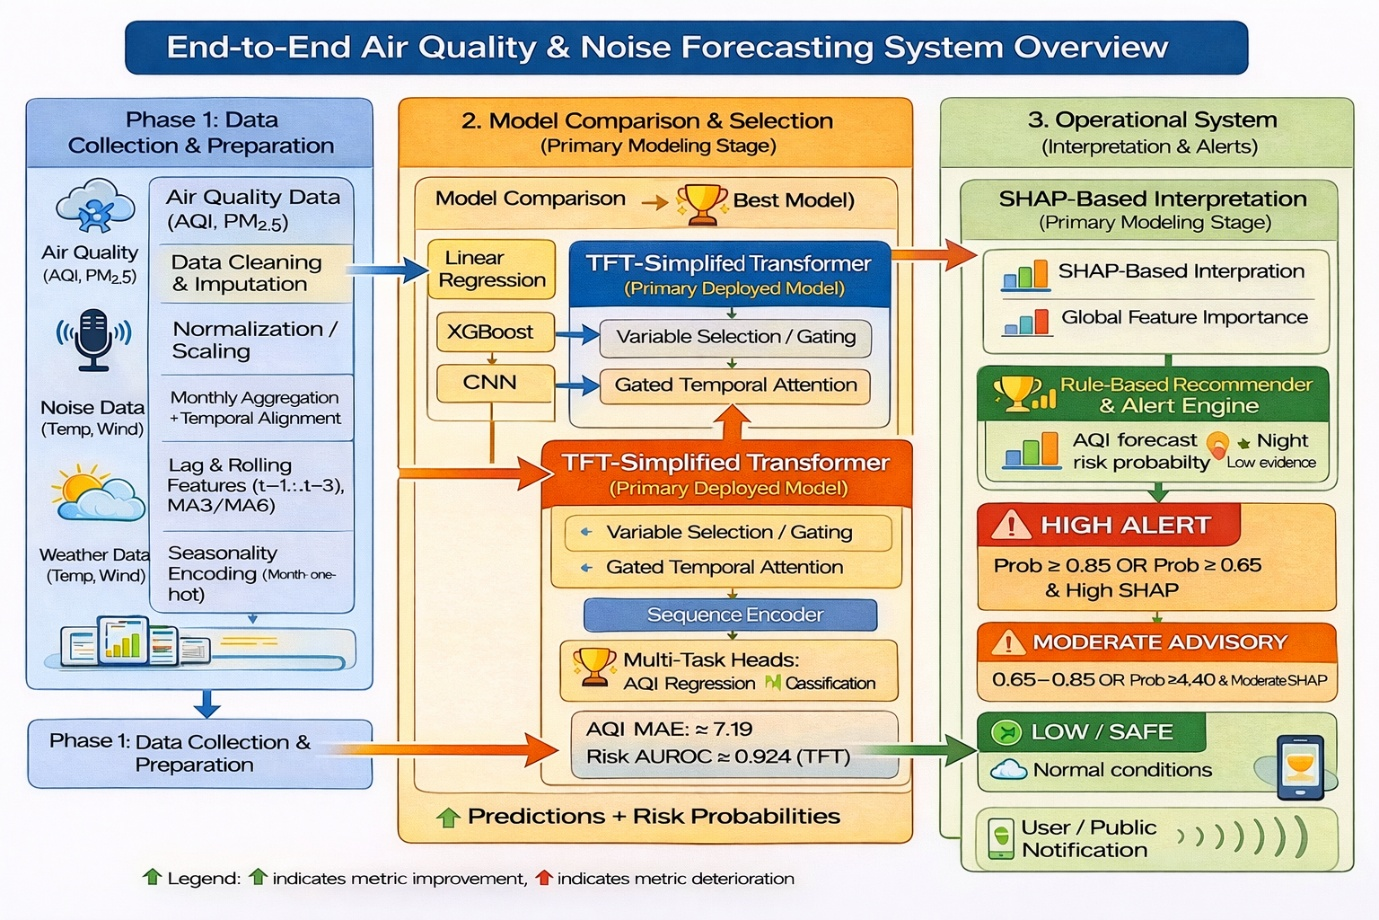 End-to-End Air Quality & Noise Forecasting System Overview
Phase 1: Data
Collection & Preparation
Air Quality
(AQI, PM2.5)
Noise Data
(Temp, Wind)
Weather Data
(Temp, Wind)
Air Quality Data
(AQI, PM2.5)
Data Cleaning
& Imputation
Normalization /
Scaling
Monthly Aggregation
+Temporal Alignment
Lag & Rolling
Features (t−1.:.t−3),
MA3/MA6)
Seasonality
Encoding (Month- one-
hot)
Phase 1: Data Collection &
Preparation
2. Model Comparison & Selection
(Primary Modeling Stage)
Model Comparison
Best Model)
Linear
Regression
XGBoost
CNN
TFT-Simplifed Transformer
(Primary Deployed Model)
Variable Selection / Gating
Gated Temporal Attention
TFT-Simplified Transformer
(Primary Deployed Model)
Variable Selection / Gating
Gated Temporal Attention
Sequence Encoder
Multi-Task Heads:
AQI Regression Classification
AQI MAE: ≈ 7.19
Risk AUROC ≈ 0.924 (TFT)
Predictions + Risk Probabilities
3. Operational System
(Interpretation & Alerts)
SHAP-Based Interpretation
(Primary Modeling Stage)
SHAP-Based Interpration
Global Feature Importance
Rule-Based Recommender
& Alert Engine
AQI forecast
risk probabilty
Night
Low evidence
HIGH ALERT
Prob ≥ 0.85 OR Prob ≥ 0.65
& High SHAP
MODERATE ADVISORY
0.65−0.85 OR Prob ≥4,40 & Moderate SHAP
LOW / SAFE
Normal conditions
User / Public
Notification
Legend: indicates metric improvement, indicates metric deterioration